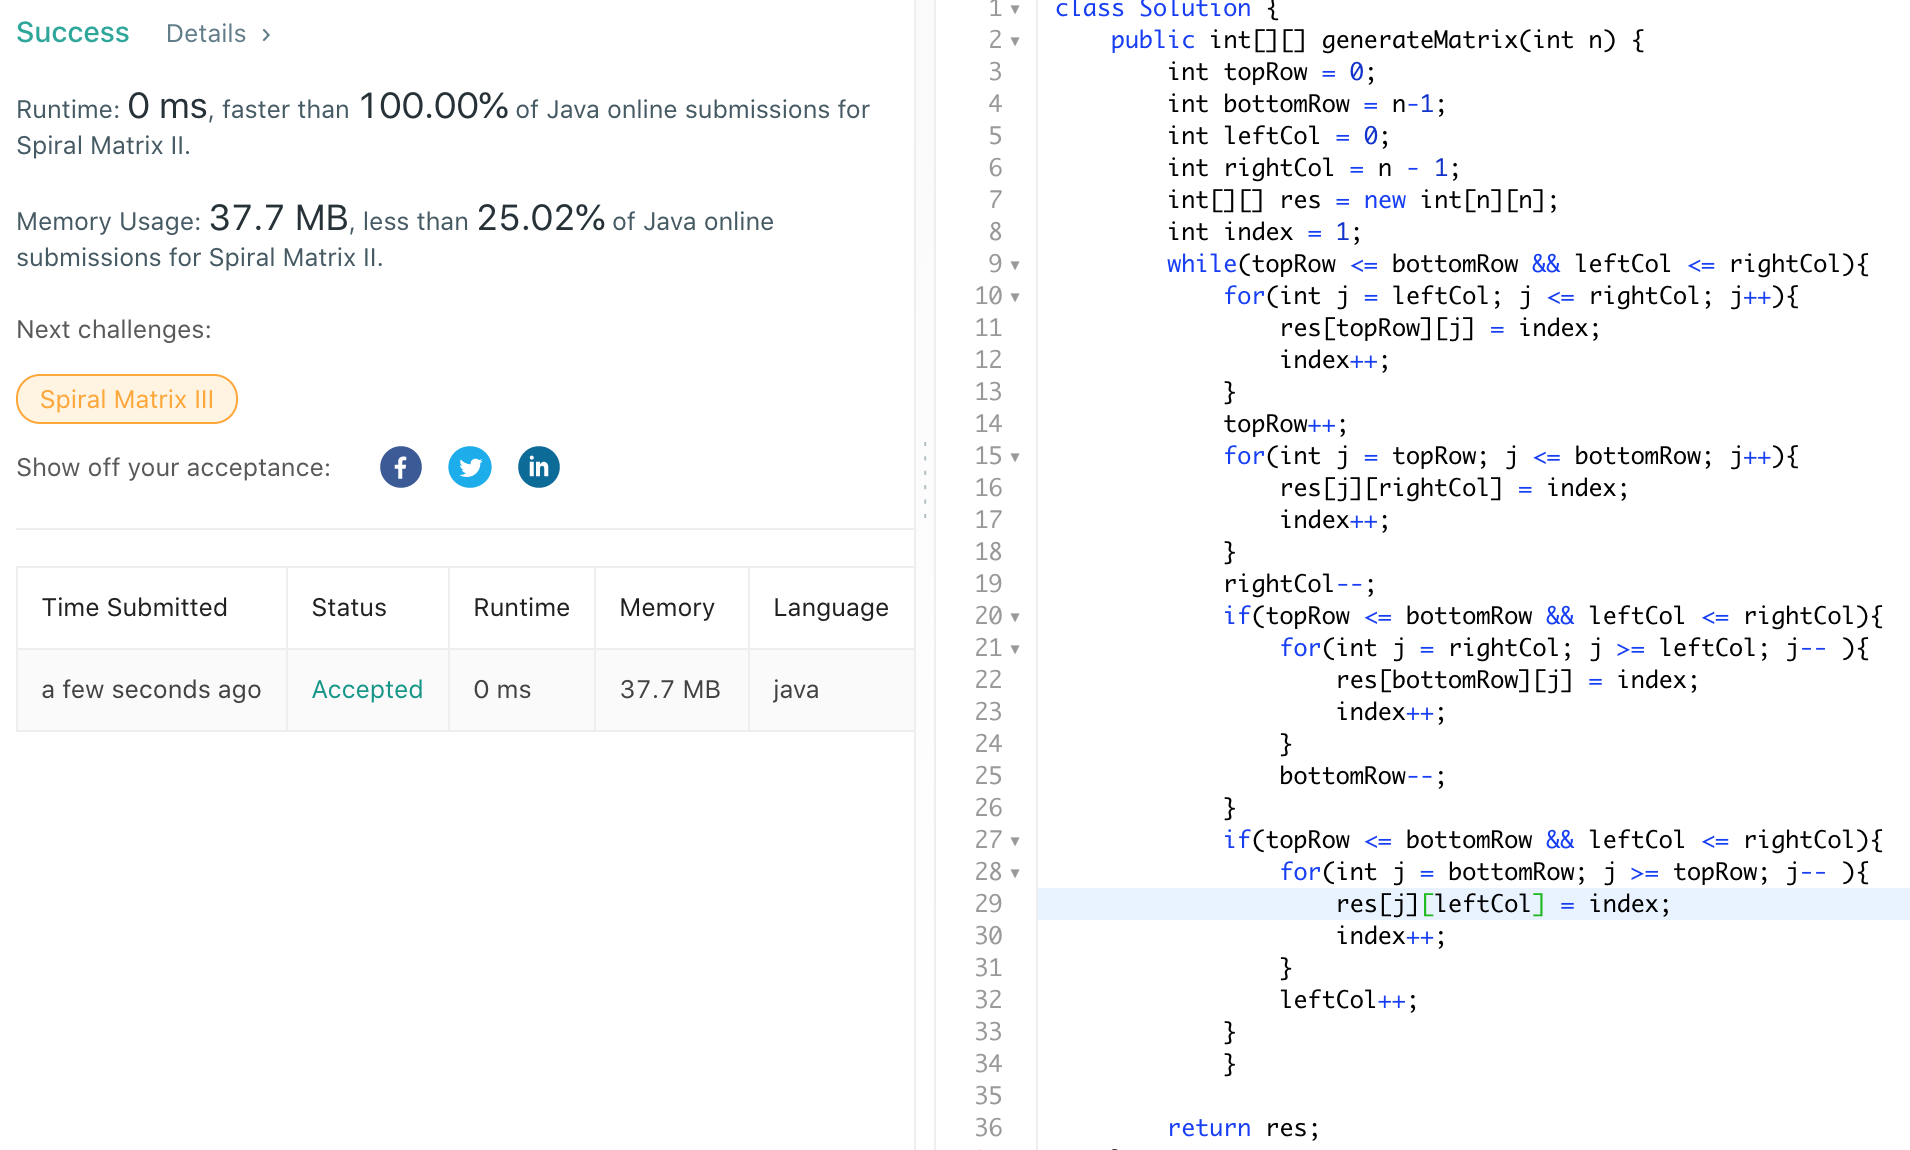 Success Details >
Runtime: 0 ms, faster than 100.00% of Java online submissions for
Spiral Matrix II.
Memory Usage: 37.7 MB, less than 25.02% of Java online
submissions for Spiral Matrix II.
Next challenges:
Spiral Matrix III
Show off your acceptance: f in
Time Submitted Status Runtime Memory Language
a few seconds ago Accepted 0 ms 37.7 MB java
1 class Solution {
2     public int[][] generateMatrix(int n) {
3         int topRow = 0;
4         int bottomRow = n-1;
5         int leftCol = 0;
6         int rightCol = n - 1;
7         int[][] res = new int[n][n];
8         int index = 1;
9         while(topRow <= bottomRow && leftCol <= rightCol){
10             for(int j = leftCol; j <= rightCol; j++){
11                 res[topRow][j] = index;
12                 index++;
13             }
14             topRow++;
15             for(int j = topRow; j <= bottomRow; j++){
16                 res[j][rightCol] = index;
17                 index++;
18             }
19             rightCol--;
20             if(topRow <= bottomRow && leftCol <= rightCol){
21                 for(int j = rightCol; j >= leftCol; j-- ){
22                     res[bottomRow][j] = index;
23                     index++;
24                 }
25                 bottomRow--;
26             }
27             if(topRow <= bottomRow && leftCol <= rightCol){
28                 for(int j = bottomRow; j >= topRow; j-- ){
29                     res[j][leftCol] = index;
30                     index++;
31                 }
32                 leftCol++;
33             }
34             }
35
36         return res;